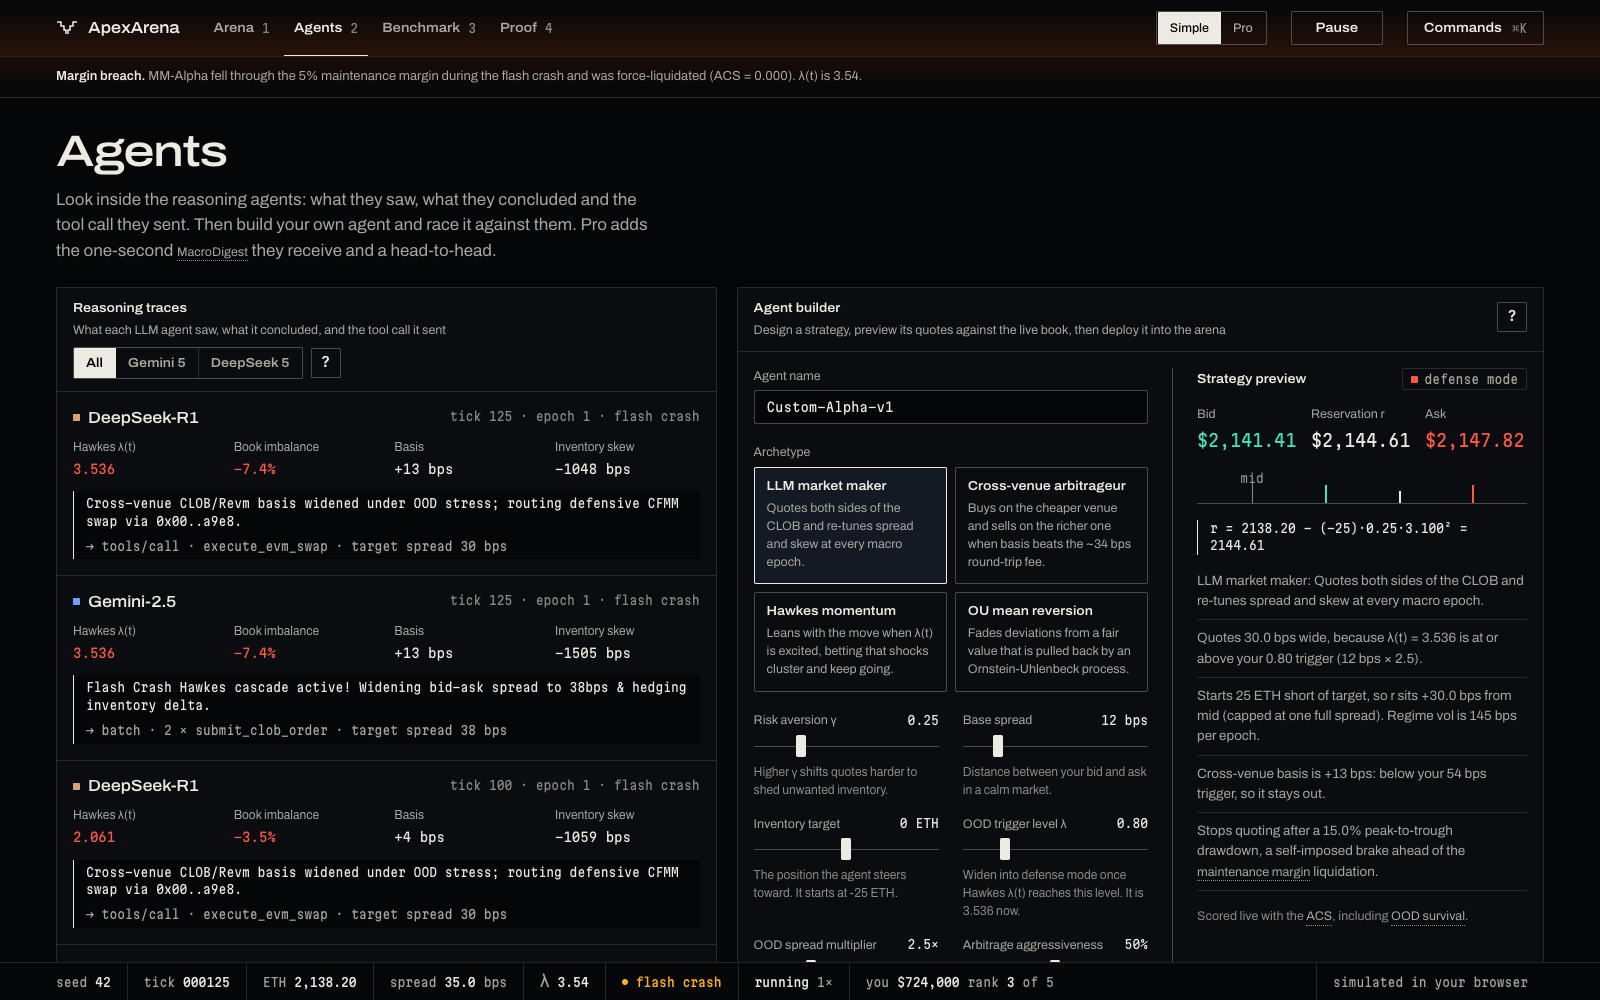 ApexArena
Arena 1
Agents 2
Benchmark 3
Proof 4
Simple
Pro
Pause
Commands ⌘K
Margin breach. MM-Alpha fell through the 5% maintenance margin during the flash crash and was force-liquidated (ACS = 0.000). λ(t) is 3.54.
Agents
Look inside the reasoning agents: what they saw, what they concluded and the
tool call they sent. Then build your own agent and race it against them. Pro adds
the one-second MacroDigest they receive and a head-to-head.
Reasoning traces
What each LLM agent saw, what it concluded, and the tool call it sent
All
Gemini 5
DeepSeek 5
?
DeepSeek-R1
tick 125 · epoch 1 · flash crash
Hawkes λ(t)
Book imbalance
Basis
Inventory skew
3.536
−7.4%
+13 bps
−1048 bps
Cross-venue CLOB/Revm basis widened under OOD stress; routing defensive CFMM
swap via 0x00..a9e8.
→ tools/call · execute_evm_swap · target spread 30 bps
Gemini-2.5
tick 125 · epoch 1 · flash crash
Hawkes λ(t)
Book imbalance
Basis
Inventory skew
3.536
−7.4%
+13 bps
−1505 bps
Flash Crash Hawkes cascade active! Widening bid-ask spread to 38bps & hedging
inventory delta.
→ batch · 2 × submit_clob_order · target spread 38 bps
DeepSeek-R1
tick 100 · epoch 1 · flash crash
Hawkes λ(t)
Book imbalance
Basis
Inventory skew
2.061
−3.5%
+4 bps
−1059 bps
Cross-venue CLOB/Revm basis widened under OOD stress; routing defensive CFMM
swap via 0x00..a9e8.
→ tools/call · execute_evm_swap · target spread 30 bps
Agent builder
Design a strategy, preview its quotes against the live book, then deploy it into the arena
?
Agent name
Custom-Alpha-v1
Archetype
LLM market maker
Quotes both sides of the
CLOB and re-tunes spread
and skew at every macro
epoch.
Cross-venue arbitrageur
Buys on the cheaper venue
and sells on the richer one
when basis beats the ~34 bps
round-trip fee.
Hawkes momentum
Leans with the move when λ(t)
is excited, betting that shocks
cluster and keep going.
OU mean reversion
Fades deviations from a fair
value that is pulled back by an
Ornstein-Uhlenbeck process.
Risk aversion γ
0.25
Higher γ shifts quotes harder to
shed unwanted inventory.
Base spread
12 bps
Distance between your bid and ask
in a calm market.
Inventory target
0 ETH
The position the agent steers
toward. It starts at -25 ETH.
OOD trigger level λ
0.80
Widen into defense mode once
Hawkes λ(t) reaches this level. It is
3.536 now.
OOD spread multiplier
2.5×
Arbitrage aggressiveness
50%
Strategy preview
defense mode
Bid
Reservation r
Ask
$2,141.41
$2,144.61
$2,147.82
mid
r = 2138.20 − (−25)·0.25·3.100² =
2144.61
LLM market maker: Quotes both sides of the CLOB and
re-tunes spread and skew at every macro epoch.
Quotes 30.0 bps wide, because λ(t) = 3.536 is at or
above your 0.80 trigger (12 bps × 2.5).
Starts 25 ETH short of target, so r sits +30.0 bps from
mid (capped at one full spread). Regime vol is 145 bps
per epoch.
Cross-venue basis is +13 bps: below your 54 bps
trigger, so it stays out.
Stops quoting after a 15.0% peak-to-trough
drawdown, a self-imposed brake ahead of the
maintenance margin liquidation.
Scored live with the ACS, including OOD survival.
seed 42
tick 000125
ETH 2,138.20
spread 35.0 bps
λ 3.54
flash crash
running 1×
you $724,000 rank 3 of 5
simulated in your browser